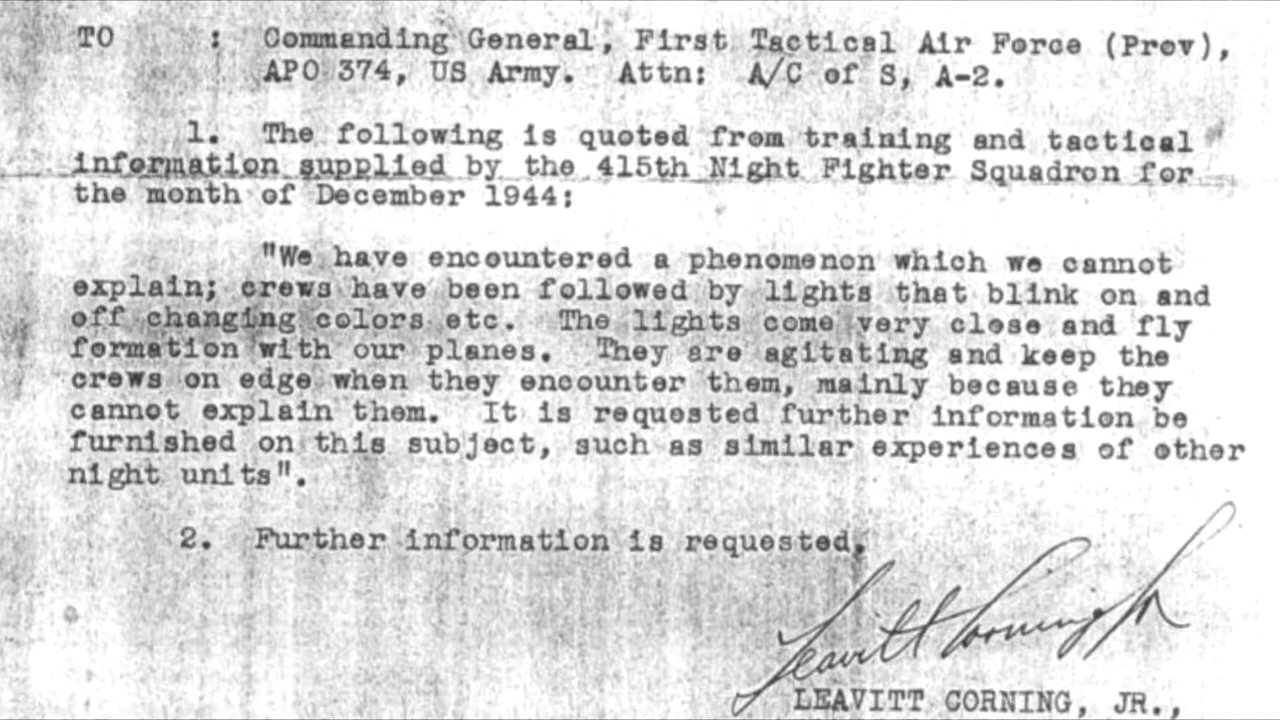 TO : Commanding General, First Tactical Air Force (Prov),
APO 374, US Army. Attn: A/C of S, A-2.
1. The following is quoted from training and tactical
information supplied by the 415th Night Fighter Squadron for
the month of December 1944:
"We have encountered a phenomenon which we cannot
explain; crews have been followed by lights that blink on and
off changing colors etc. The lights come very close and fly
formation with our planes. They are agitating and keep the
crews on edge when they encounter them, mainly because they
cannot explain them. It is requested further information be
furnished on this subject, such as similar experiences of other
night units".
2. Further information is requested.
Leavitt Corning Jr
LEAVITT CORNING, JR.,